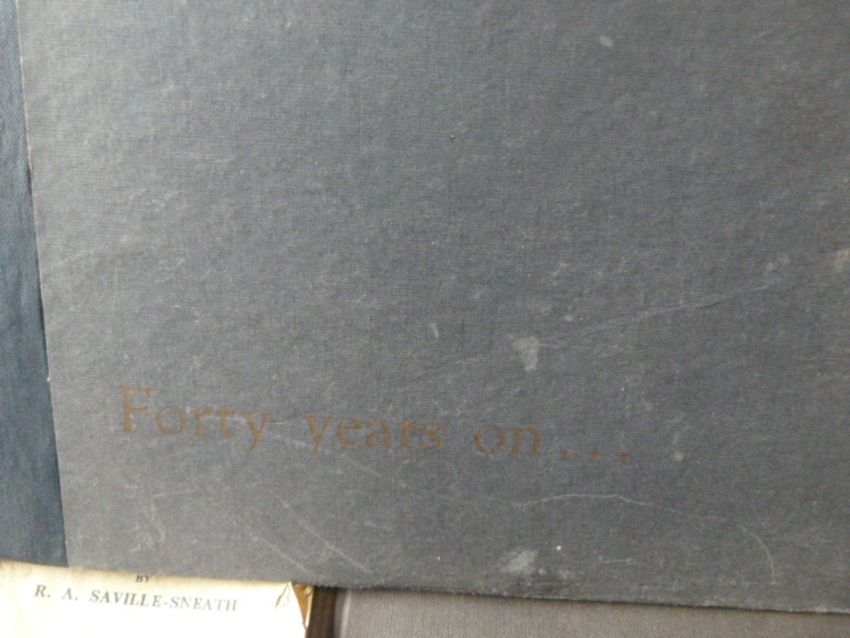 Forty years on...
BY
R. A. SAVILLE-SNEATH